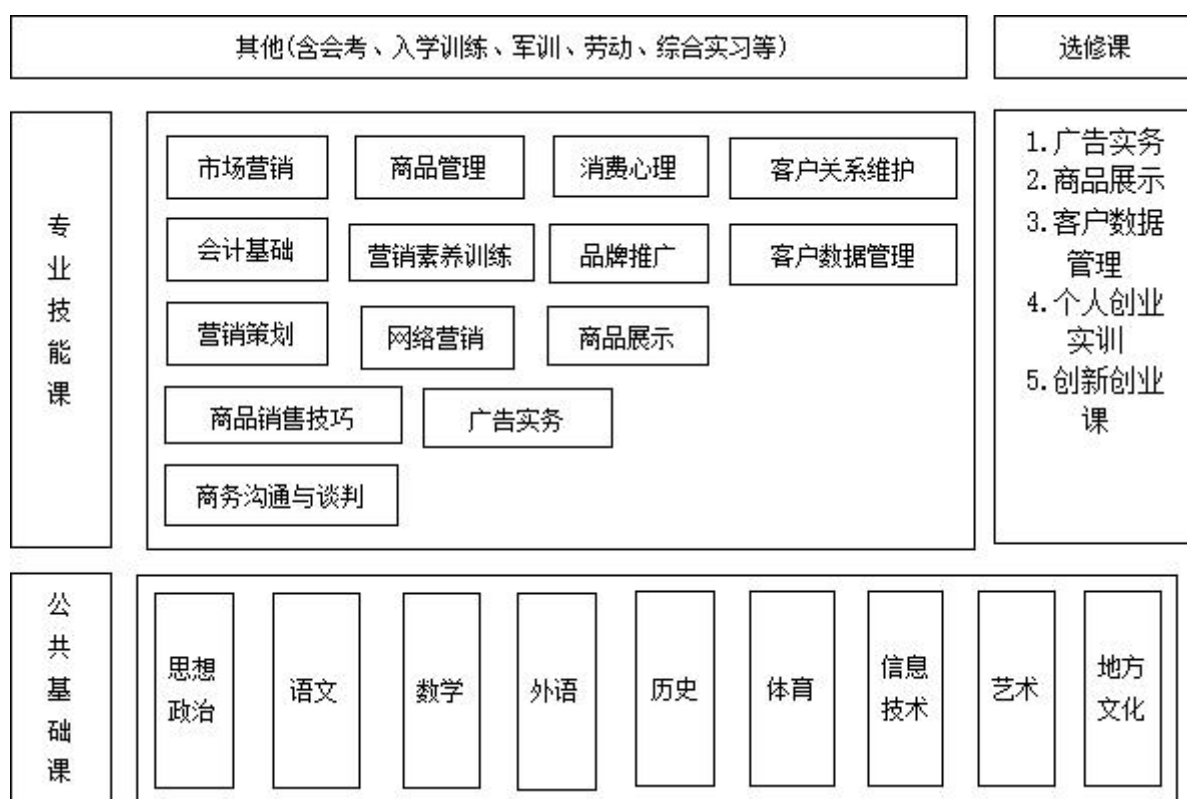 其他(含会考、入学训练、军训、劳动、综合实习等)
选修课
专业技能课
市场营销
商品管理
消费心理
客户关系维护
会计基础
营销素养训练
品牌推广
客户数据管理
营销策划
网络营销
商品展示
商品销售技巧
广告实务
商务沟通与谈判
1.广告实务
2.商品展示
3.客户数据
管理
4.个人创业
实训
5.创新创业
课
公共基础课
思想
政治
语文
数学
外语
历史
体育
信息
技术
艺术
地方
文化